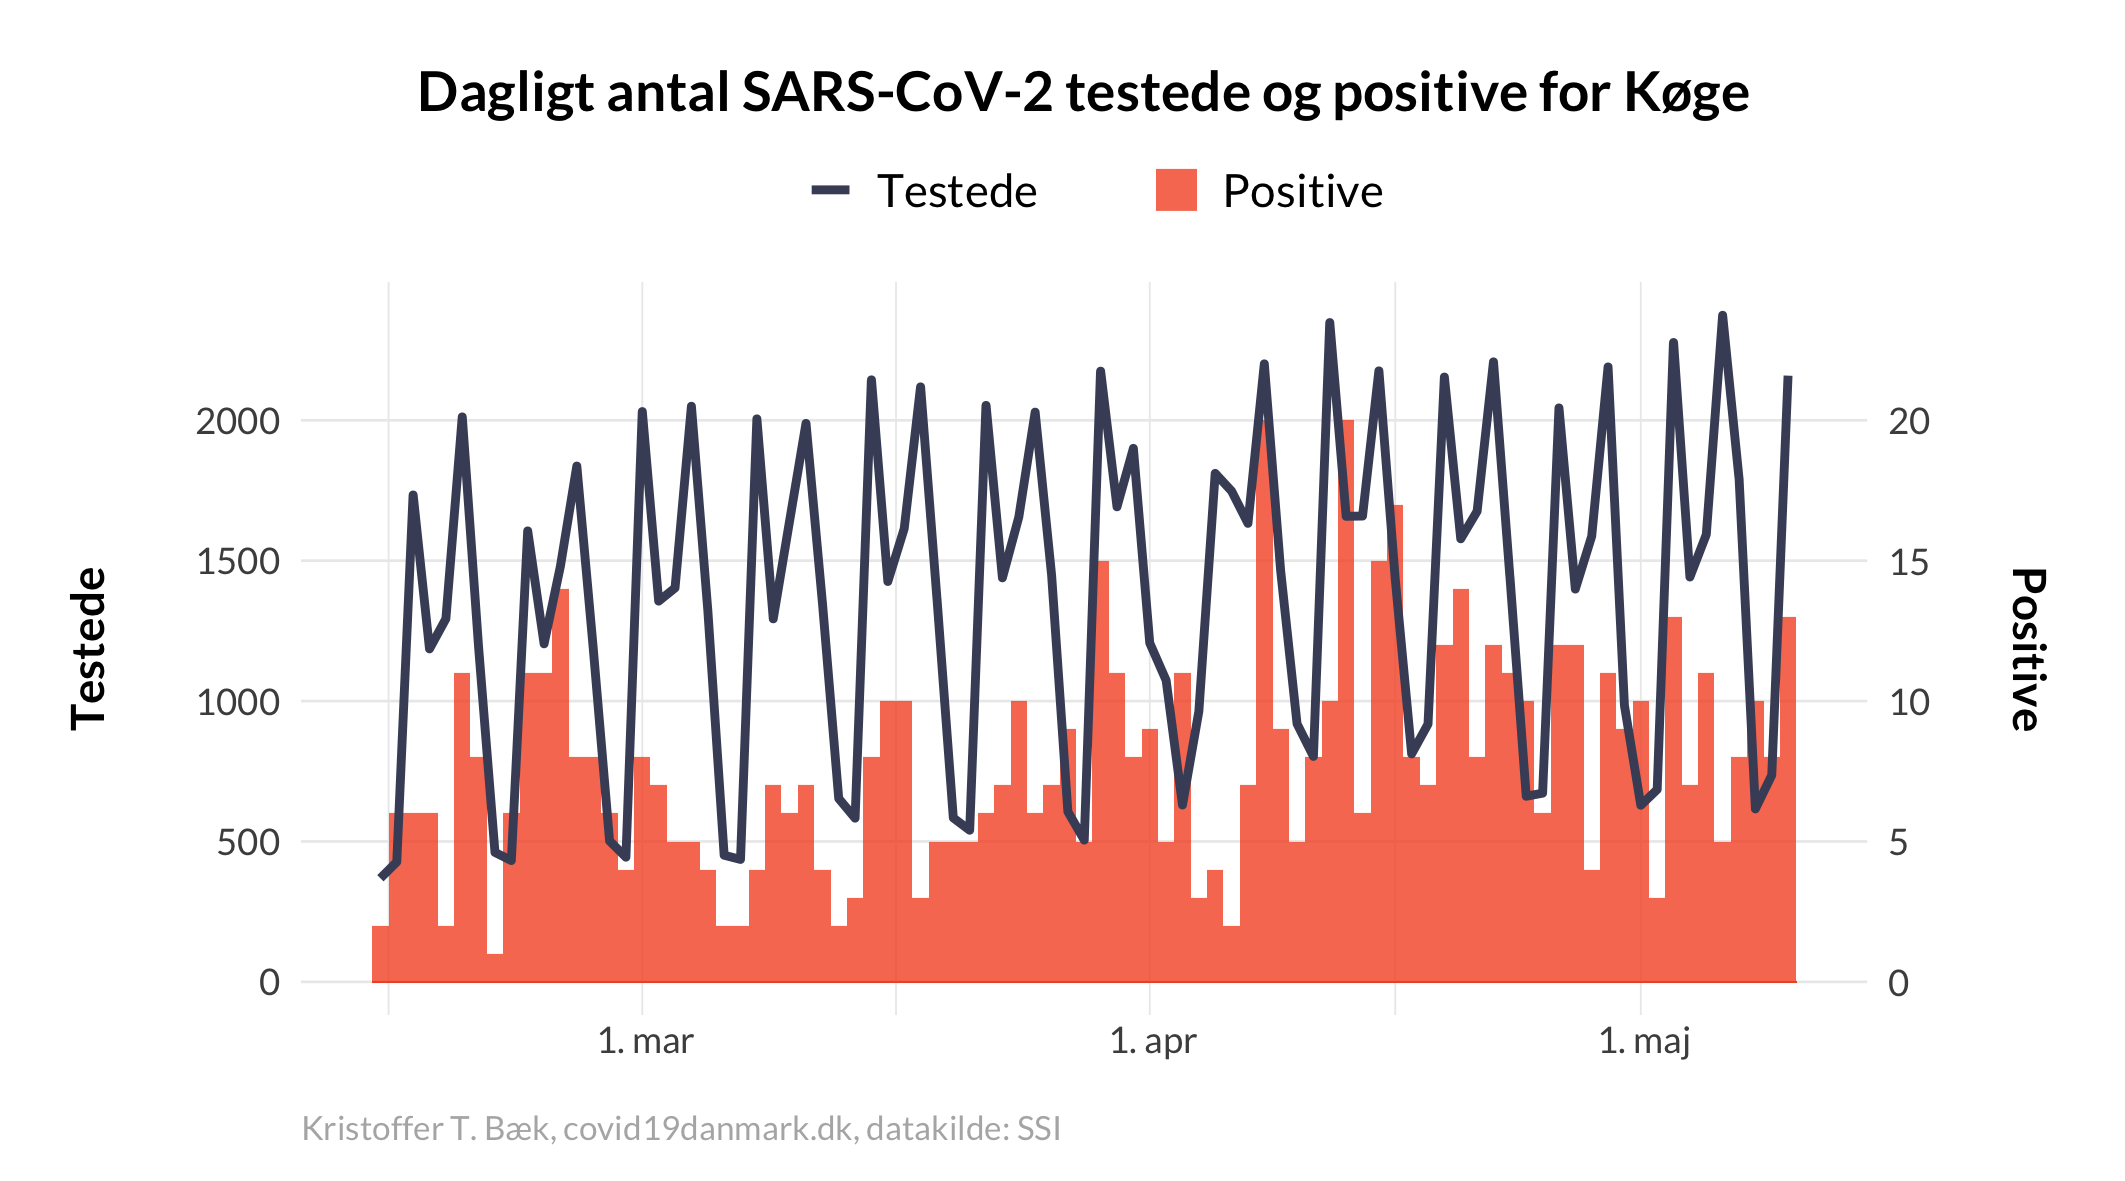 Dagligt antal SARS-CoV-2 testede og positive for Køge
Testede
Positive
2000
1500
1000
500
0
Testede
20
15
10
5
0
Positive
1. mar
1. apr
1. maj
Kristoffer T. Bæk, covid19danmark.dk, datakilde: SSI